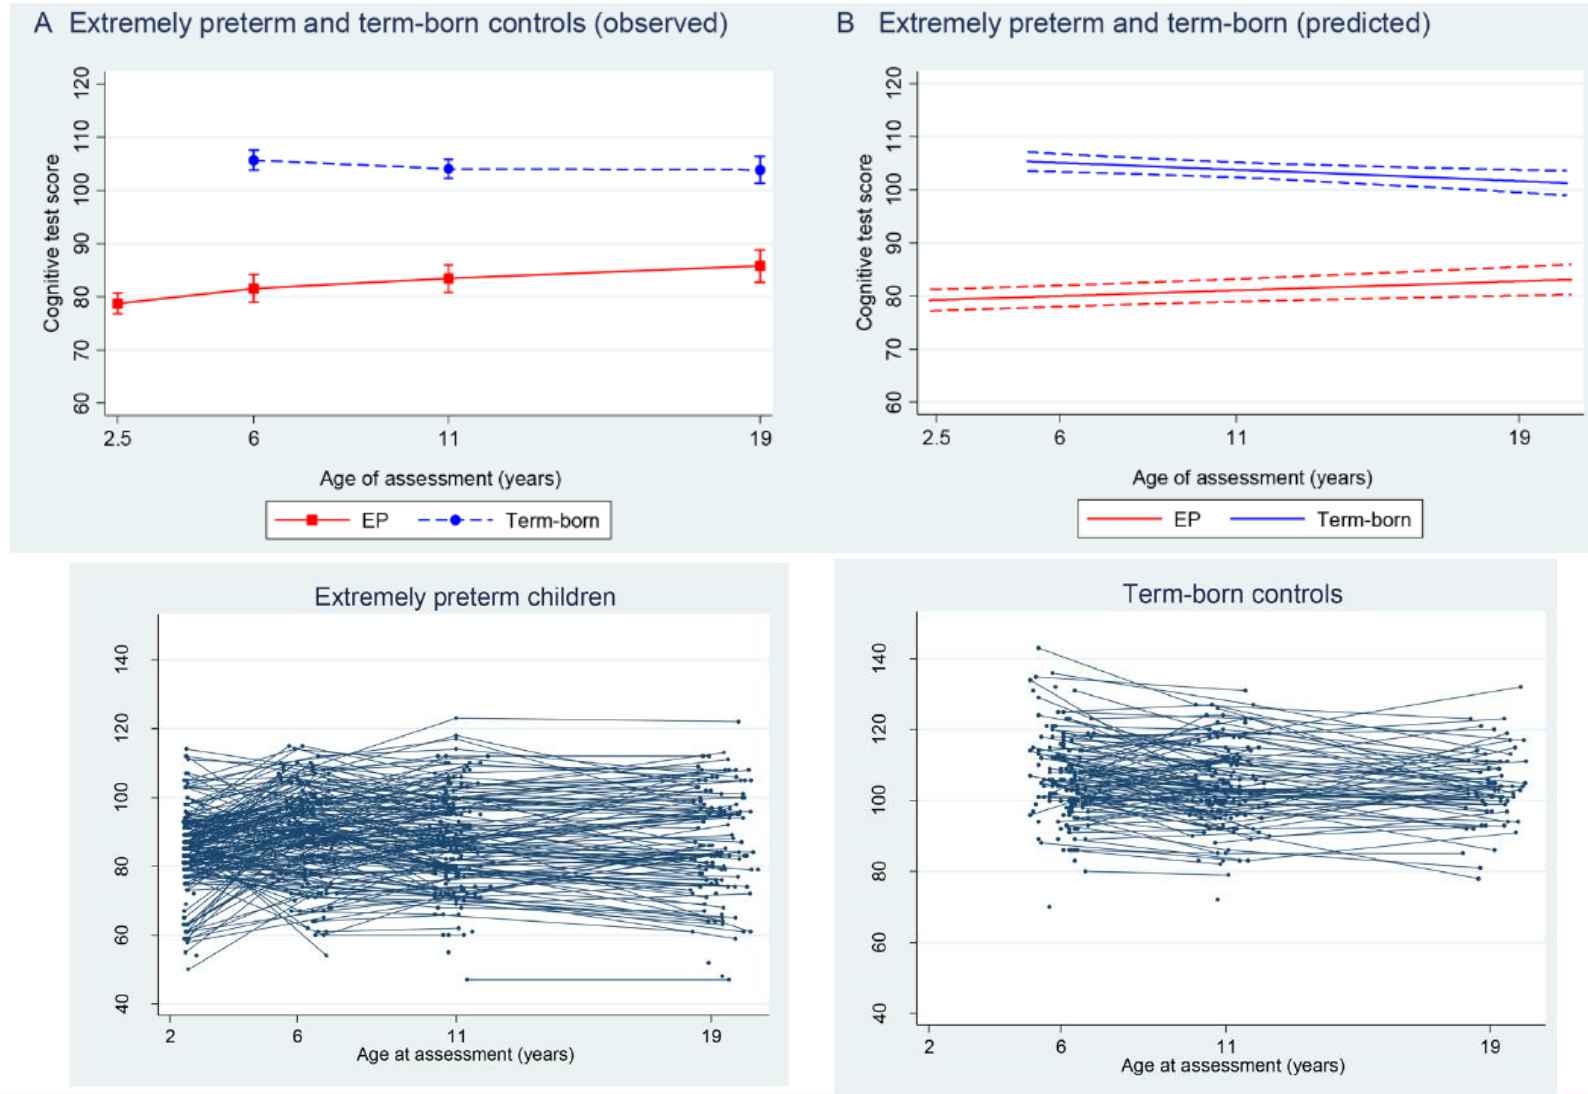 A Extremely preterm and term-born controls (observed)
120
110
100
90
80
70
60
Cognitive test score
2.5 6 11 19
Age of assessment (years)
EP Term-born
B Extremely preterm and term-born (predicted)
120
110
100
90
80
70
60
Cognitive test score
2.5 6 11 19
Age of assessment (years)
EP Term-born
Extremely preterm children
140
120
100
80
60
40
2 6 11 19
Age at assessment (years)
Term-born controls
140
120
100
80
60
40
2 6 11 19
Age at assessment (years)